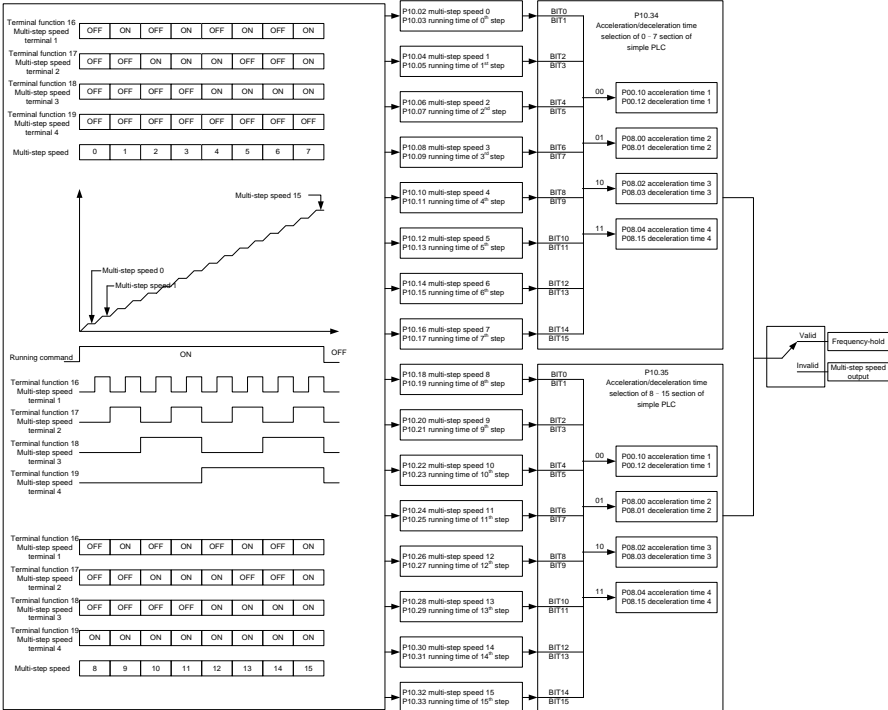 Terminal function 16
Multi-step speed
terminal 1
OFF ON OFF ON OFF ON OFF ON
Terminal function 17
Multi-step speed
terminal 2
OFF OFF ON ON OFF OFF ON ON
Terminal function 18
Multi-step speed
terminal 3
OFF OFF OFF OFF ON ON ON ON
Terminal function 19
Multi-step speed
terminal 4
OFF OFF OFF OFF OFF OFF OFF OFF
Multi-step speed
0 1 2 3 4 5 6 7
Multi-step speed 15
Multi-step speed 0
Multi-step speed 1
Running command
ON
OFF
Terminal function 16
Multi-step speed
terminal 1
Terminal function 17
Multi-step speed
terminal 2
Terminal function 18
Multi-step speed
terminal 3
Terminal function 19
Multi-step speed
terminal 4
Terminal function 16
Multi-step speed
terminal 1
OFF ON OFF ON OFF ON OFF ON
Terminal function 17
Multi-step speed
terminal 2
OFF OFF ON ON OFF OFF ON ON
Terminal function 18
Multi-step speed
terminal 3
OFF OFF OFF OFF ON ON ON ON
Terminal function 19
Multi-step speed
terminal 4
ON ON ON ON ON ON ON ON
Multi-step speed
8 9 10 11 12 13 14 15
P10.02 multi-step speed 0
P10.03 running time of 0th step
P10.04 multi-step speed 1
P10.05 running time of 1st step
P10.06 multi-step speed 2
P10.07 running time of 2nd step
P10.08 multi-step speed 3
P10.09 running time of 3rd step
P10.10 multi-step speed 4
P10.11 running time of 4th step
P10.12 multi-step speed 5
P10.13 running time of 5th step
P10.14 multi-step speed 6
P10.15 running time of 6th step
P10.16 multi-step speed 7
P10.17 running time of 7th step
P10.18 multi-step speed 8
P10.19 running time of 8th step
P10.20 multi-step speed 9
P10.21 running time of 9th step
P10.22 multi-step speed 10
P10.23 running time of 10th step
P10.24 multi-step speed 11
P10.25 running time of 11th step
P10.26 multi-step speed 12
P10.27 running time of 12th step
P10.28 multi-step speed 13
P10.29 running time of 13th step
P10.30 multi-step speed 14
P10.31 running time of 14th step
P10.32 multi-step speed 15
P10.33 running time of 15th step
BIT0
BIT1
BIT2
BIT3
BIT4
BIT5
BIT6
BIT7
BIT8
BIT9
BIT10
BIT11
BIT12
BIT13
BIT14
BIT15
P10.34
Acceleration/deceleration time
selection of 0 - 7 section of
simple PLC
00
P00.10 acceleration time 1
P00.12 deceleration time 1
01
P08.00 acceleration time 2
P08.01 deceleration time 2
10
P08.02 acceleration time 3
P08.03 deceleration time 3
11
P08.04 acceleration time 4
P08.15 deceleration time 4
BIT0
BIT1
BIT2
BIT3
BIT4
BIT5
BIT6
BIT7
BIT8
BIT9
BIT10
BIT11
BIT12
BIT13
BIT14
BIT15
P10.35
Acceleration/deceleration time
selection of 8 - 15 section of
simple PLC
00
P00.10 acceleration time 1
P00.12 deceleration time 1
01
P08.00 acceleration time 2
P08.01 deceleration time 2
10
P08.02 acceleration time 3
P08.03 deceleration time 3
11
P08.04 acceleration time 4
P08.15 deceleration time 4
Valid
Frequency-hold
Invalid
Multi-step speed
output